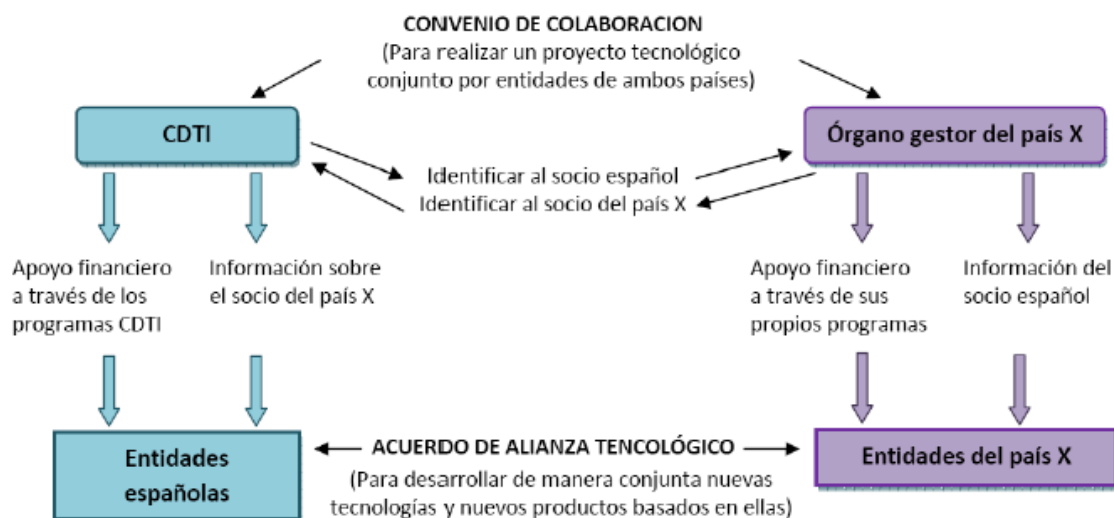 CONVENIO DE COLABORACION
(Para realizar un proyecto tecnológico
conjunto por entidades de ambos países)
CDTI
Órgano gestor del país X
Identificar al socio español
Identificar al socio del país X
Apoyo financiero
a través de los
programas CDTI
Información sobre
el socio del país X
Apoyo financiero
a través de sus
propios programas
Información del
socio español
Entidades
españolas
ACUERDO DE ALIANZA TENCOLÓGICO
(Para desarrollar de manera conjunta nuevas
tecnologías y nuevos productos basados en ellas)
Entidades del país X